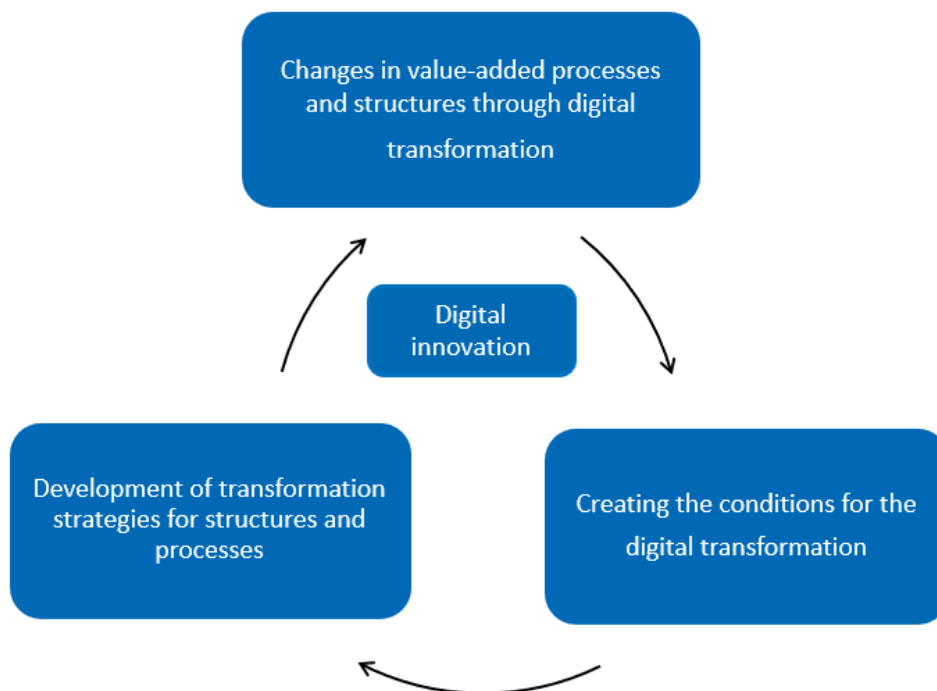 Changes in value-added processes
and structures through digital
transformation
Digital
innovation
Development of transformation
strategies for structures and
processes
Creating the conditions for the
digital transformation